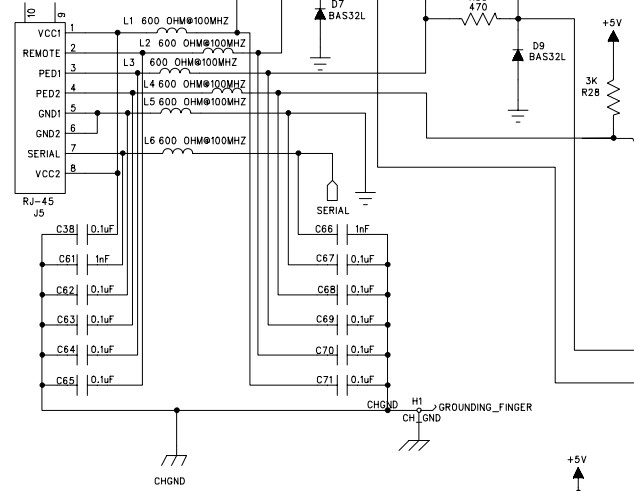 10
9
L1 600 OHM@100MHZ
D7
BAS32L
470
+5V
VCC1 1
L2 600 OHM@100MHZ
REMOTE 2
D9
BAS32L
L3 600 OHM@100MHZ
PED1 3
3K
R28
L4 600 OHM@100MHZ
PED2 4
L5 600 OHM@100MHZ
GND1 5
GND2 6
L6 600 OHM@100MHZ
SERIAL 7
VCC2 8
RJ-45
J5
SERIAL
C38 0.1uF
C66 1nF
C61 1nF
C67 0.1uF
C62 0.1uF
C68 0.1uF
C63 0.1uF
C69 0.1uF
C64 0.1uF
C70 0.1uF
C65 0.1uF
C71 0.1uF
CHGND
H1
GROUNDING_FINGER
CH_GND
+5V
CHGND